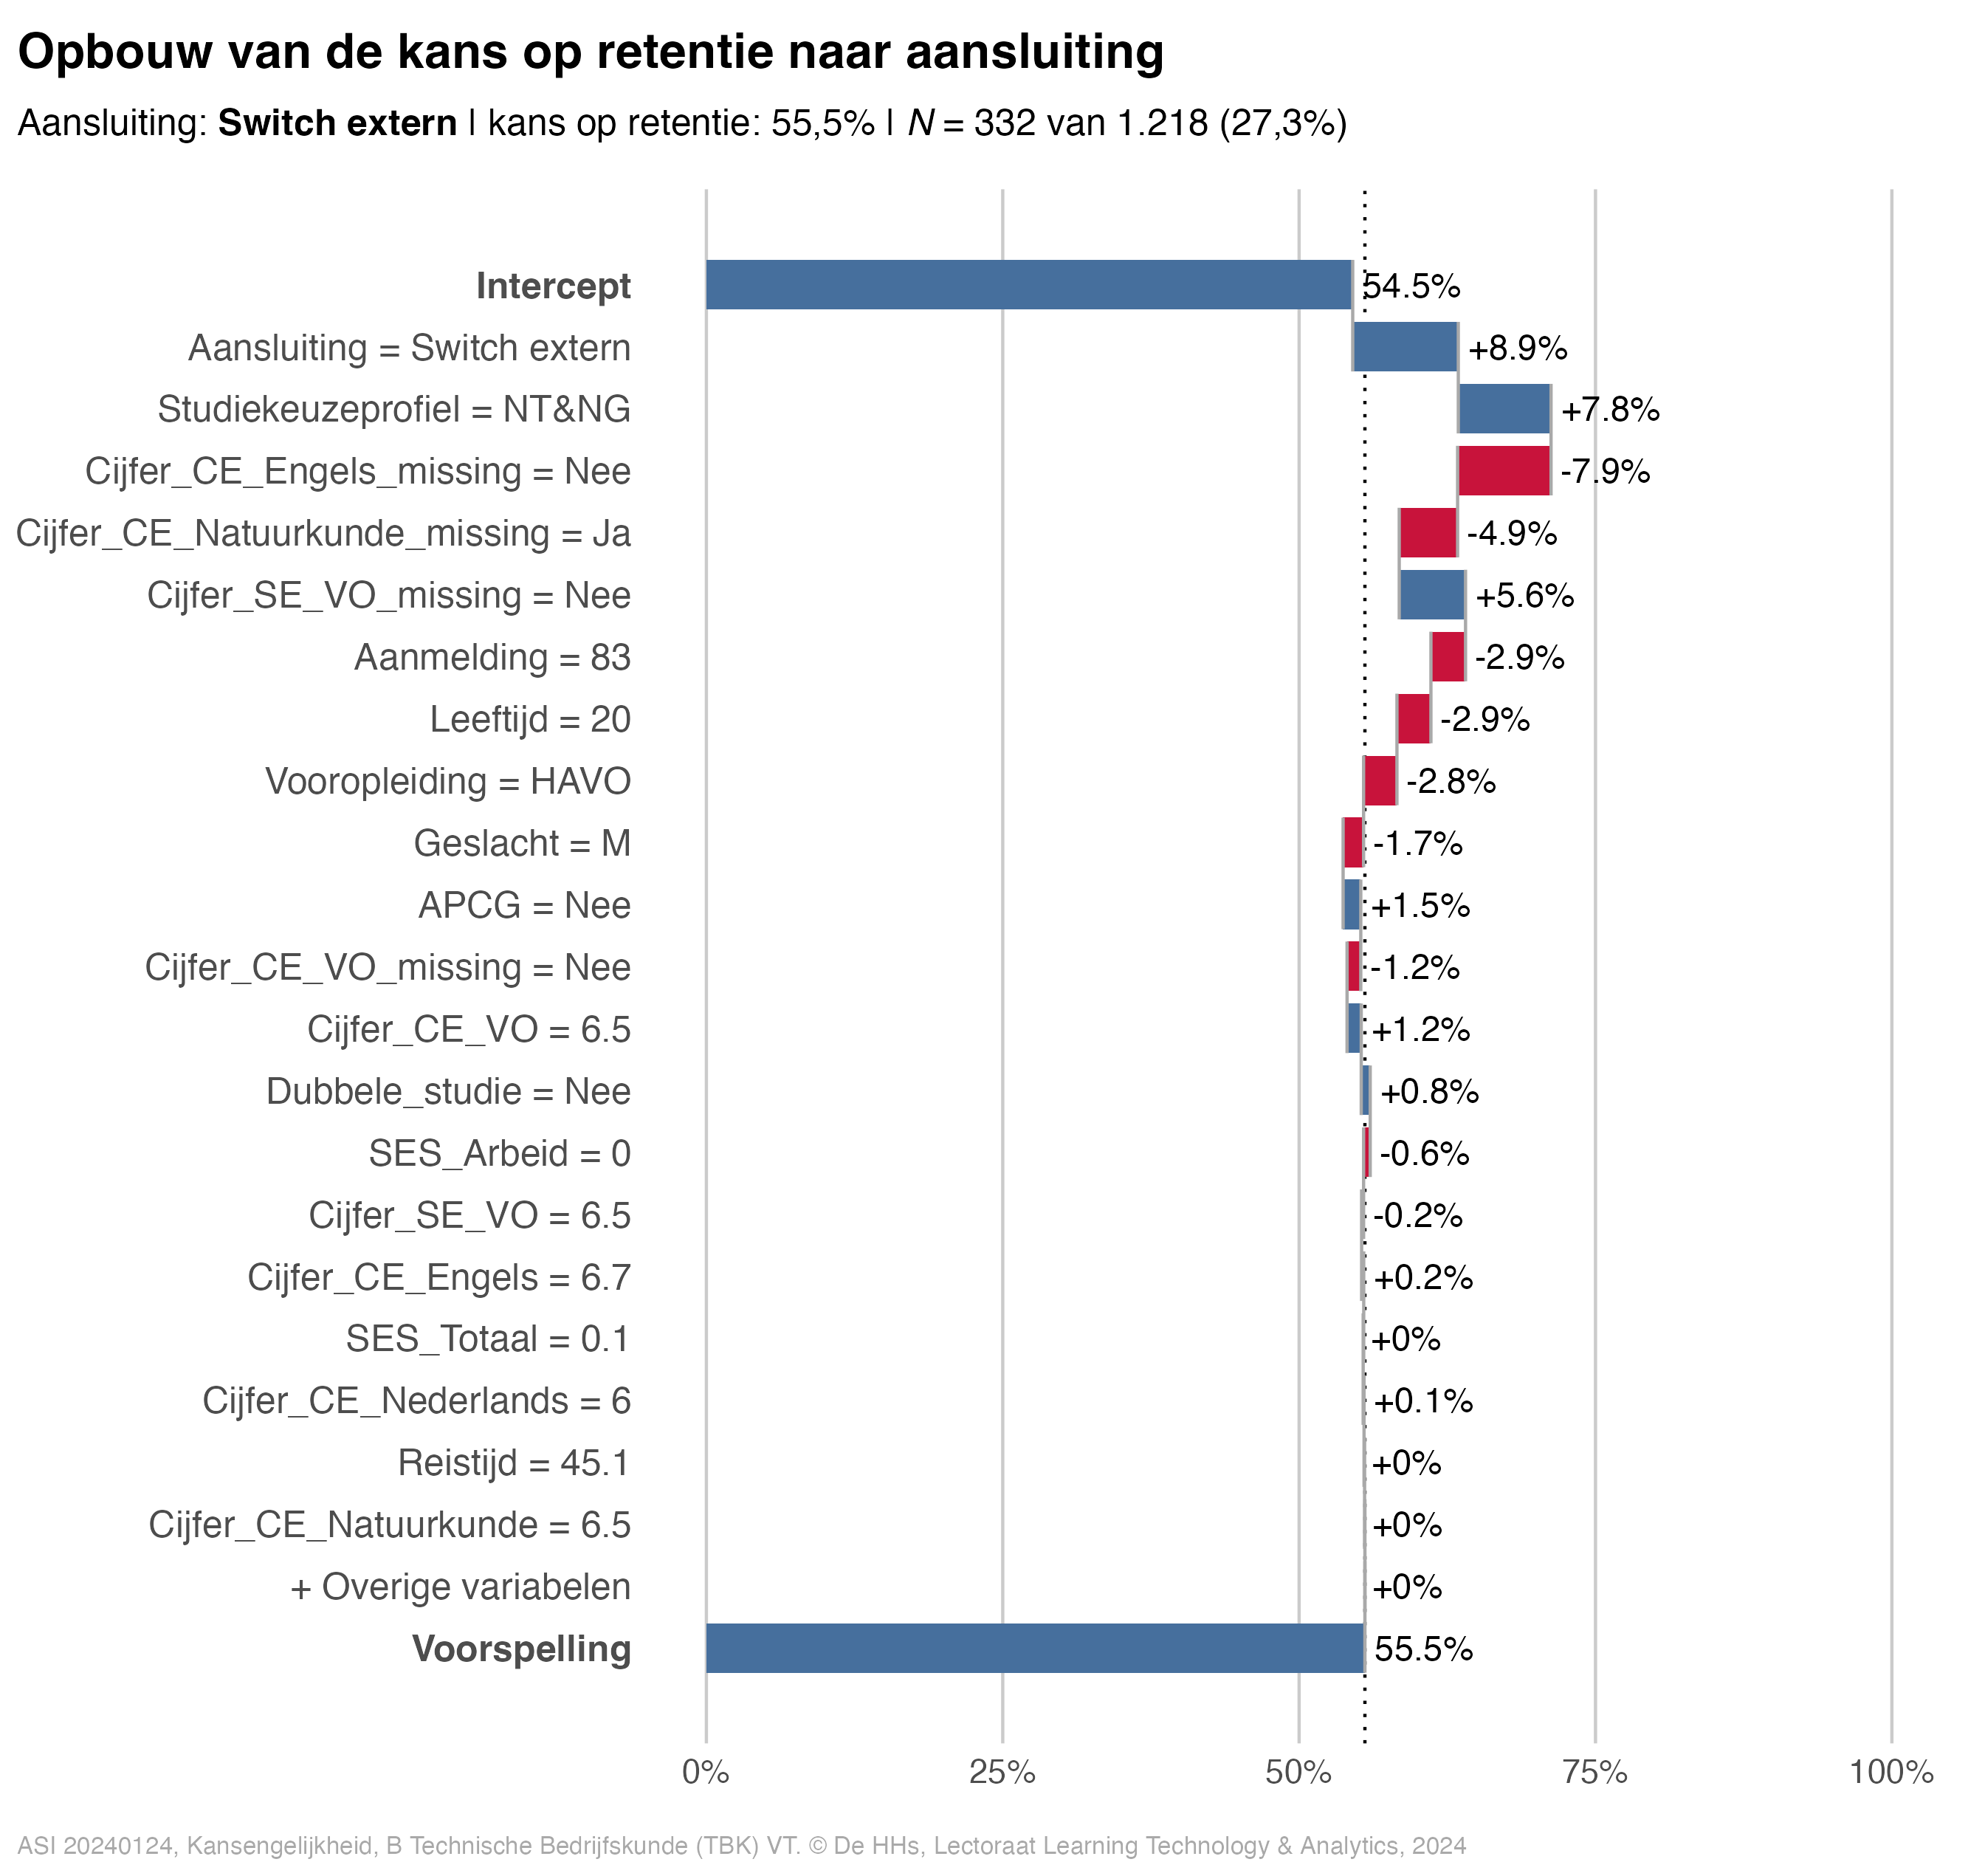 Opbouw van de kans op retentie naar aansluiting
Aansluiting: Switch extern | kans op retentie: 55,5% | N = 332 van 1.218 (27,3%)
Intercept 54.5%
Aansluiting = Switch extern +8.9%
Studiekeuzeprofiel = NT&NG +7.8%
Cijfer_CE_Engels_missing = Nee -7.9%
Cijfer_CE_Natuurkunde_missing = Ja -4.9%
Cijfer_SE_VO_missing = Nee +5.6%
Aanmelding = 83 -2.9%
Leeftijd = 20 -2.9%
Vooropleiding = HAVO -2.8%
Geslacht = M -1.7%
APCG = Nee +1.5%
Cijfer_CE_VO_missing = Nee -1.2%
Cijfer_CE_VO = 6.5 +1.2%
Dubbele_studie = Nee +0.8%
SES_Arbeid = 0 -0.6%
Cijfer_SE_VO = 6.5 -0.2%
Cijfer_CE_Engels = 6.7 +0.2%
SES_Totaal = 0.1 +0%
Cijfer_CE_Nederlands = 6 +0.1%
Reistijd = 45.1 +0%
Cijfer_CE_Natuurkunde = 6.5 +0%
+ Overige variabelen +0%
Voorspelling 55.5%
0% 25% 50% 75% 100%
ASI 20240124, Kansengelijkheid, B Technische Bedrijfskunde (TBK) VT. © De HHs, Lectoraat Learning Technology & Analytics, 2024